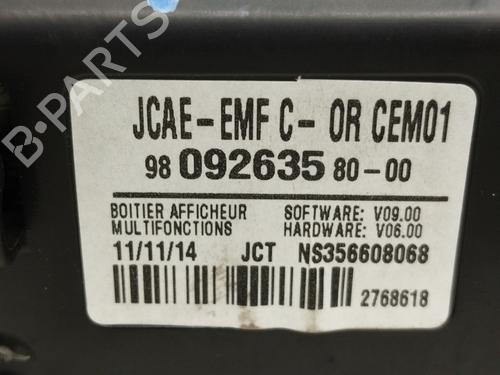 JCAE-EMF C- OR CEM01
98 092635 80-00
BOITIER AFFICHEUR SOFTWARE: V09.00
MULTIFONCTIONS HARDWARE: V06.00
11/11/14 JCT NS356608068
2768618
B-PARTS